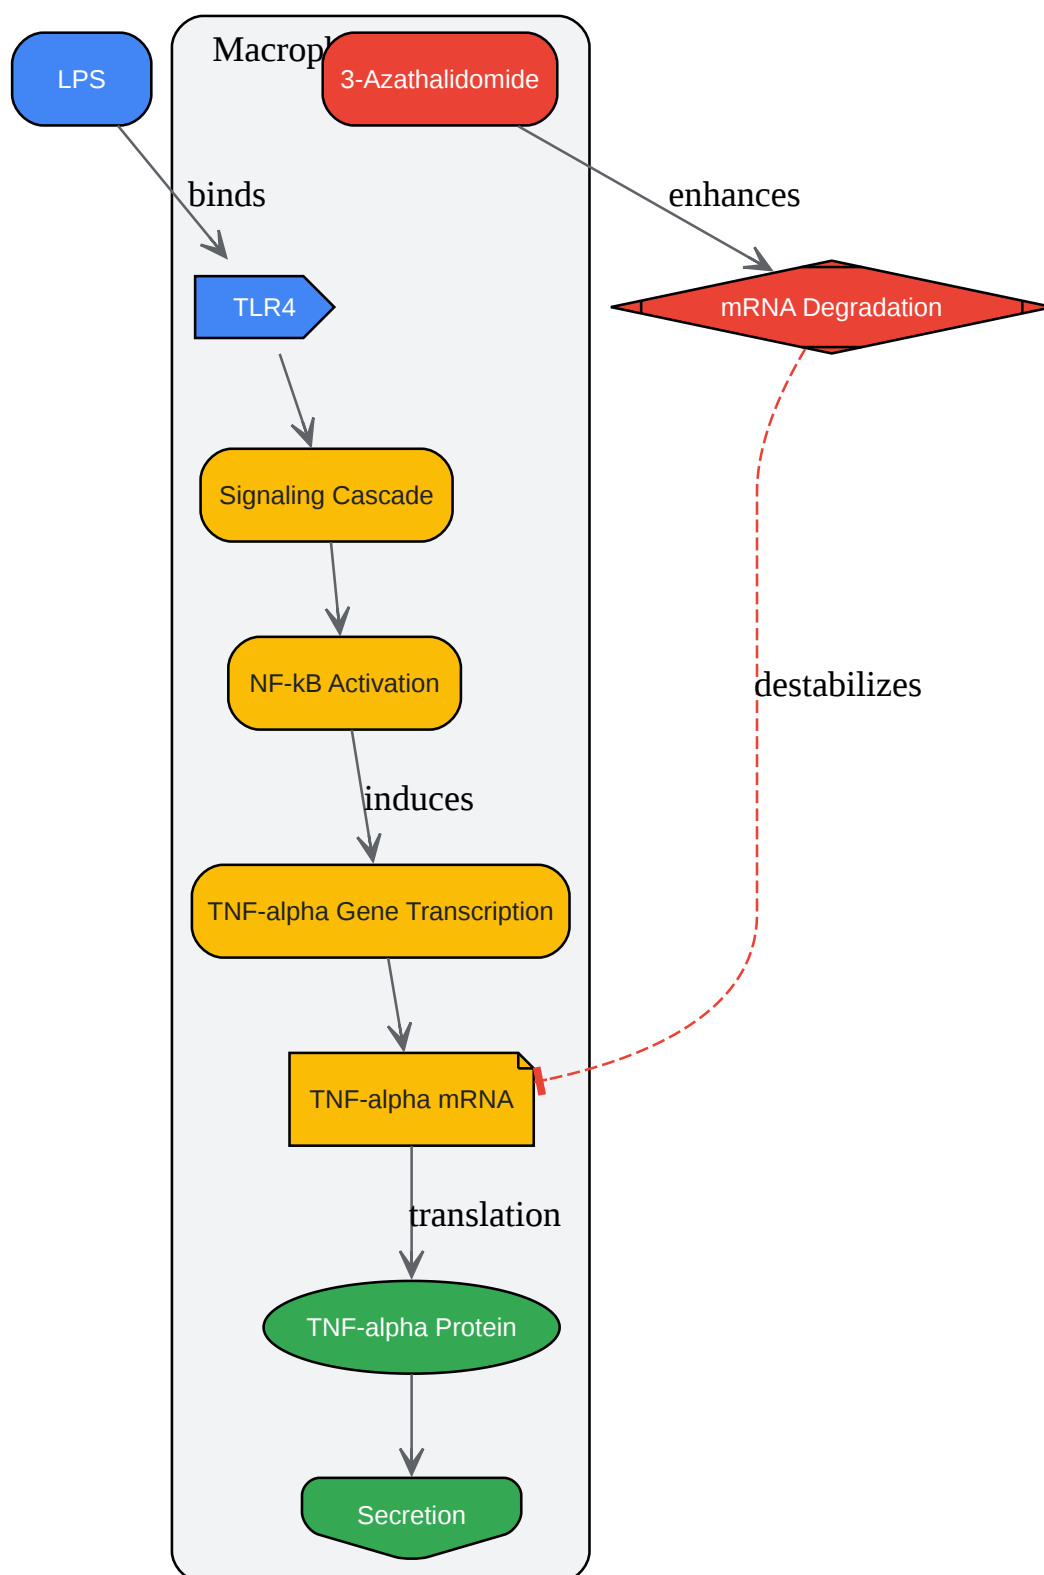 LPS
3-Azathalidomide
binds
enhances
TLR4
mRNA Degradation
Signaling Cascade
NF-kB Activation
destabilizes
induces
TNF-alpha Gene Transcription
TNF-alpha mRNA
translation
TNF-alpha Protein
Secretion